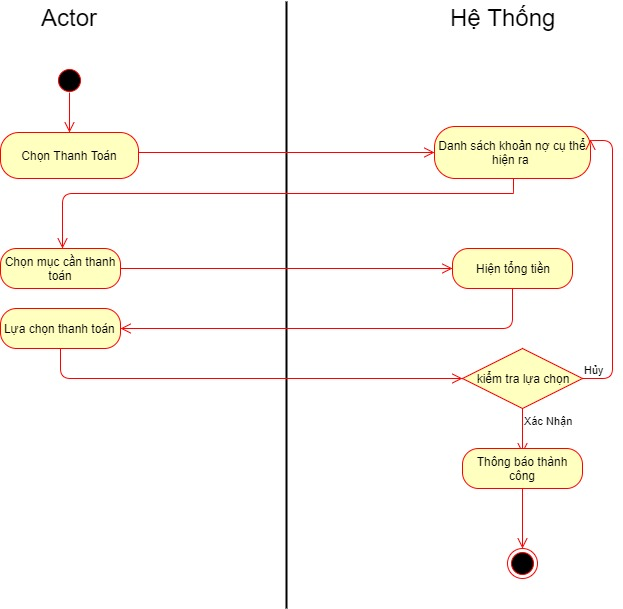 Actor
Hệ Thống
Chọn Thanh Toán
Danh sách khoản nợ cụ thể
hiện ra
Chọn mục cần thanh
toán
Hiện tổng tiền
Lựa chọn thanh toán
kiểm tra lựa chọn
Hủy
Xác Nhận
Thông báo thành
công